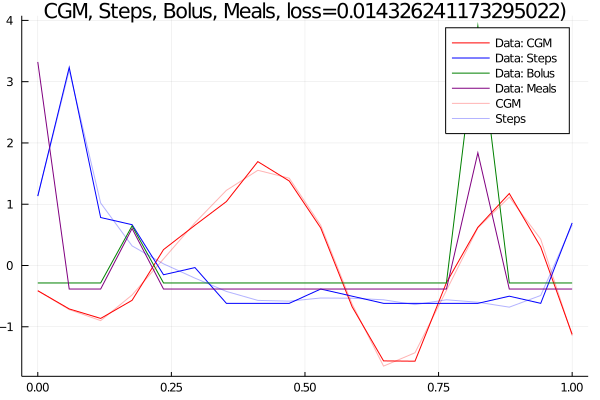 CGM, Steps, Bolus, Meals, loss=0.014326241173295022)
4
3
2
1
0
−1
Data: CGM
Data: Steps
Data: Bolus
Data: Meals
CGM
Steps
0.00 0.25 0.50 0.75 1.00